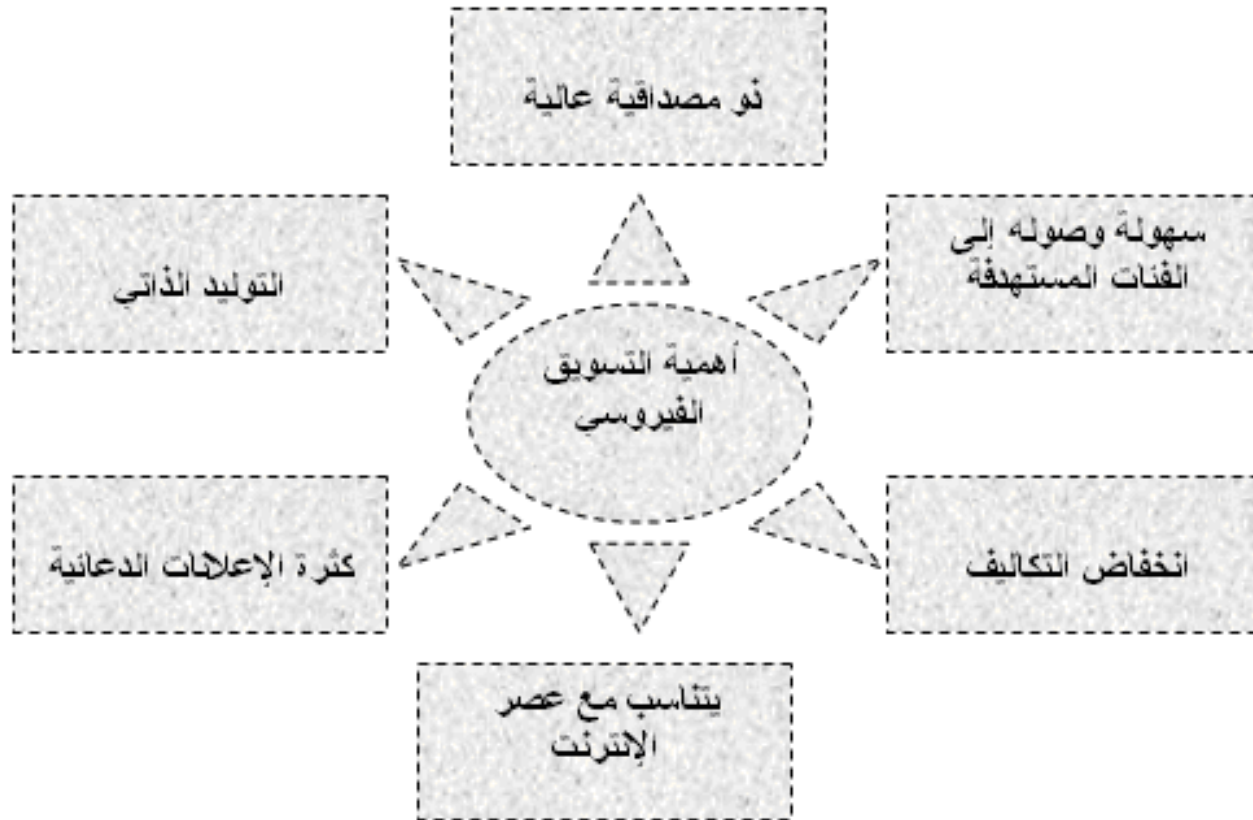 ذو مصداقية عالية
سهولة وصوله إلى
الفئات المستهدفة
التوليد الذاتي
أهمية التسويق
الفيروسي
انخفاض التكاليف
كثرة الإعلانات الدعائية
يتناسب مع عصر
الإنترنت